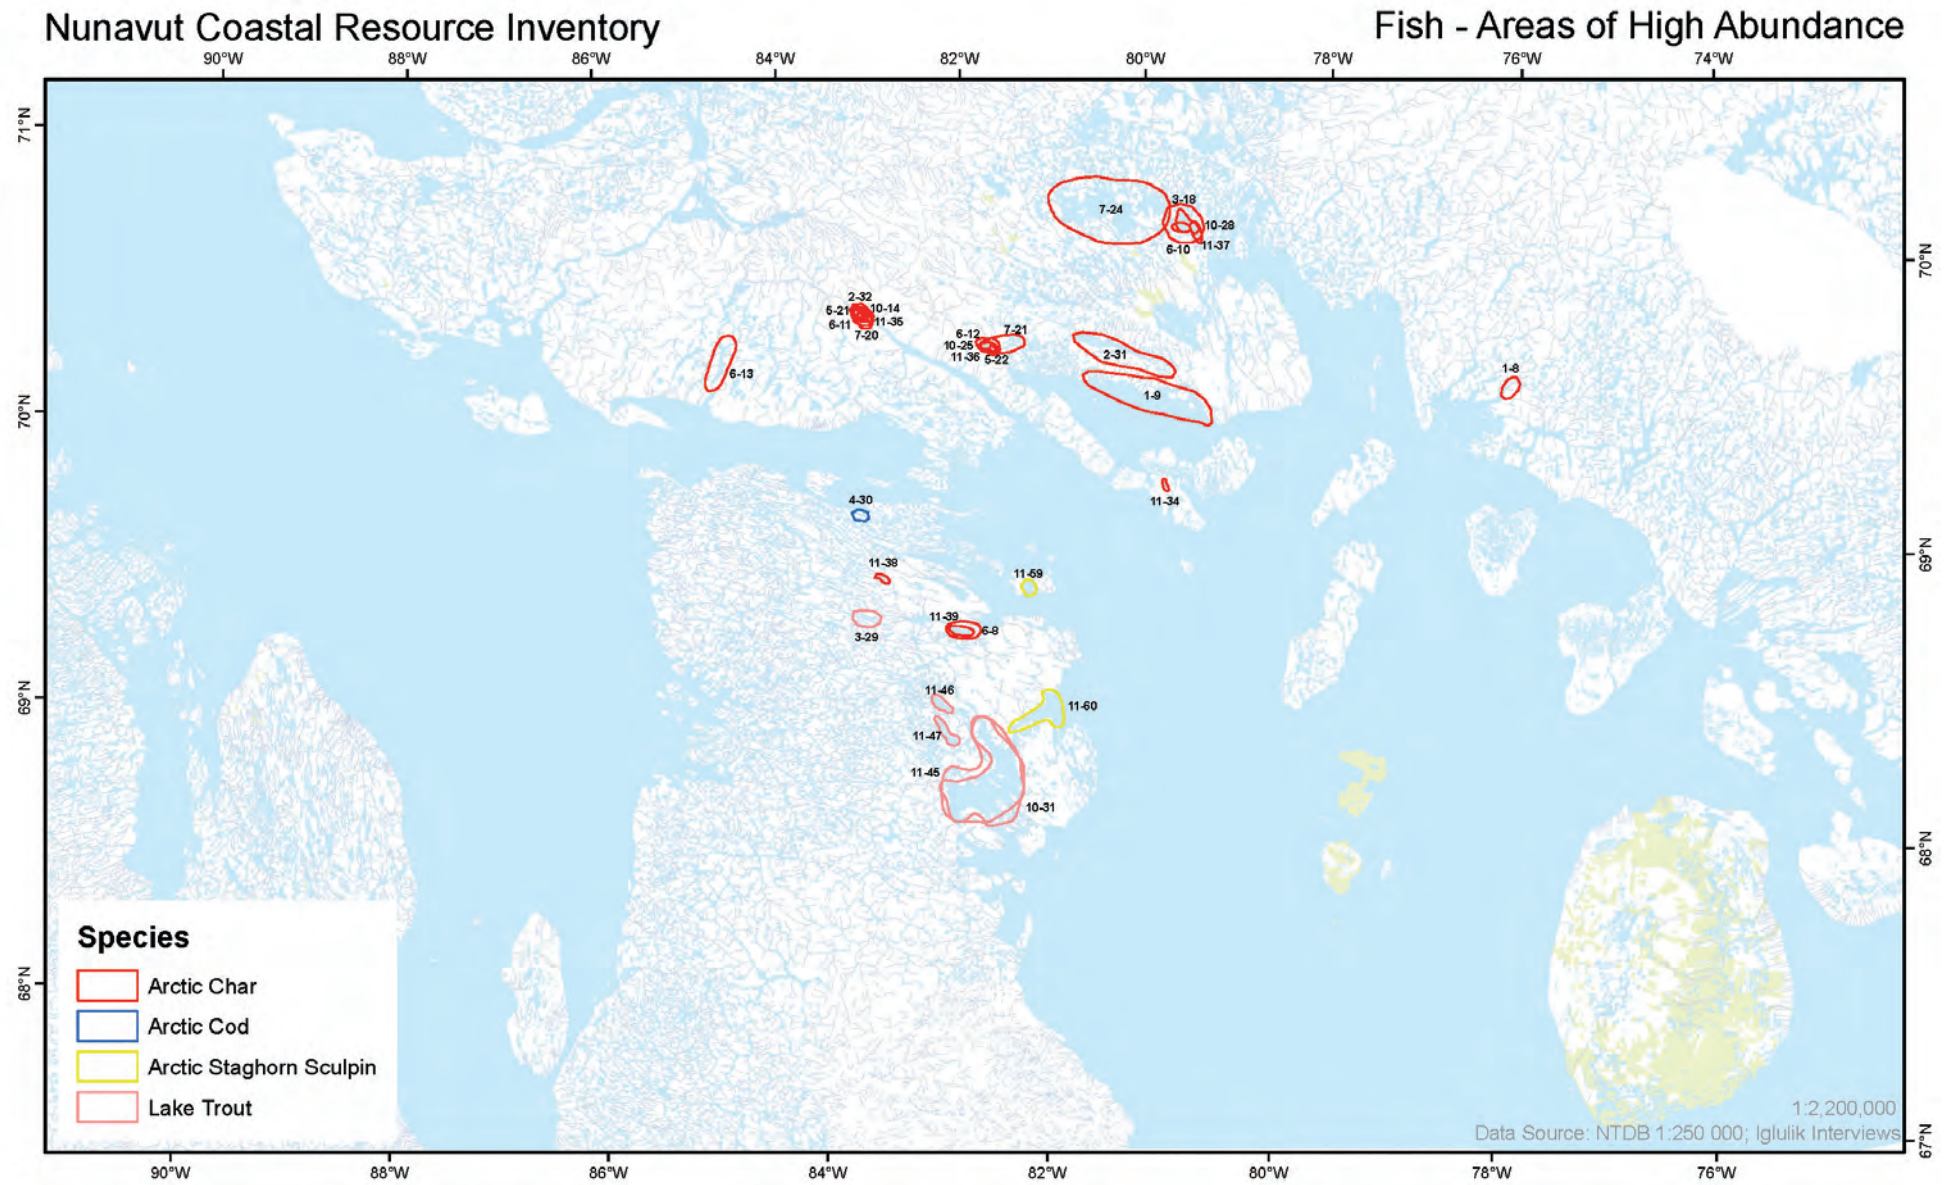 Nunavut Coastal Resource Inventory
Fish - Areas of High Abundance
90°W 88°W 86°W 84°W 82°W 80°W 78°W 76°W 74°W
71°N
70°N
69°N
68°N
70°N
69°N
68°N
67°N
3-18
7-24
10-28
11-37
6-10
2-32
5-21
10-14
11-35
6-11
7-20
6-12
7-21
10-25
11-36
5-22
2-31
6-13
1-8
1-9
11-34
4-30
11-38
11-59
11-39
6-8
3-29
11-46
11-60
11-47
11-45
10-31
Species
Arctic Char
Arctic Cod
Arctic Staghorn Sculpin
Lake Trout
1:2,200,000
Data Source: NTDB 1:250 000; Iglulik Interviews
90°W 88°W 86°W 84°W 82°W 80°W 78°W 76°W